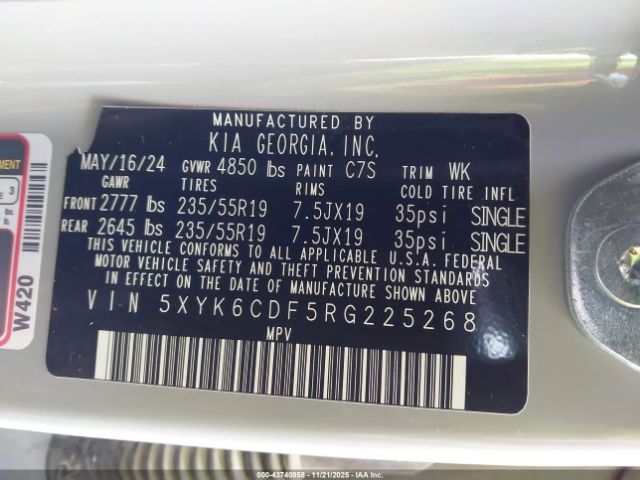 MANUFACTURED BY
KIA GEORGIA, INC.
MAY/16/24 GVWR 4850 lbs PAINT C7S TRIM WK
GAWR TIRES RIMS COLD TIRE INFL
FRONT 2777 lbs 235/55R19 7.5JX19 35psi SINGLE
REAR 2645 lbs 235/55R19 7.5JX19 35psi SINGLE
THIS VEHICLE CONFORMS TO ALL APPLICABLE U.S.A. FEDERAL
MOTOR VEHICLE SAFETY AND THEFT PREVENTION STANDARDS
IN EFFECT ON THE DATE OF MANUFACTURE SHOWN ABOVE
VIN 5XYK6CDF5RG225268
MPV
3
lbs.
W420
000-43740958 - 11/21/2025 - IAA Inc.